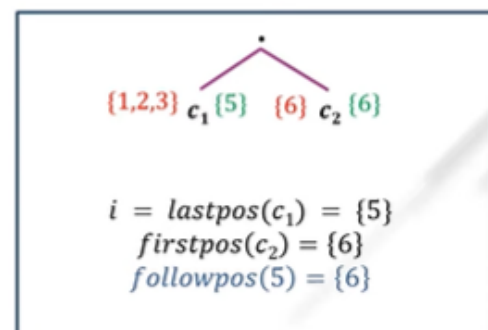 .
{1,2,3} c₁ {5} {6} c₂ {6}
i = lastpos(c₁) = {5}
firstpos(c₂) = {6}
followpos(5) = {6}